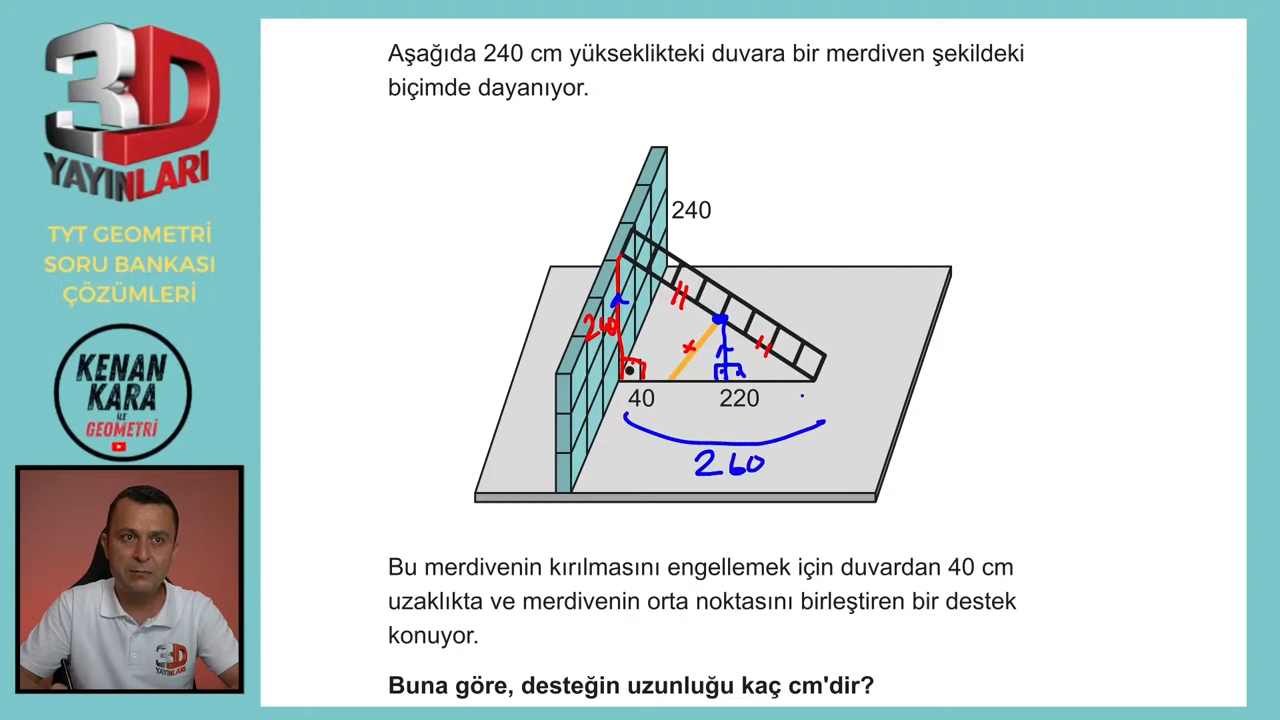 3D
YAYINLARI
TYT GEOMETRİ
SORU BANKASI
ÇÖZÜMLERİ
KENAN
KARA
İLE
GEOMETRİ
3D
YAYINLARI
Aşağıda 240 cm yükseklikteki duvara bir merdiven şekildeki
biçimde dayanıyor.
240
240
x
40
220
260
Bu merdivenin kırılmasını engellemek için duvardan 40 cm
uzaklıkta ve merdivenin orta noktasını birleştiren bir destek
konuyor.
Buna göre, desteğin uzunluğu kaç cm'dir?